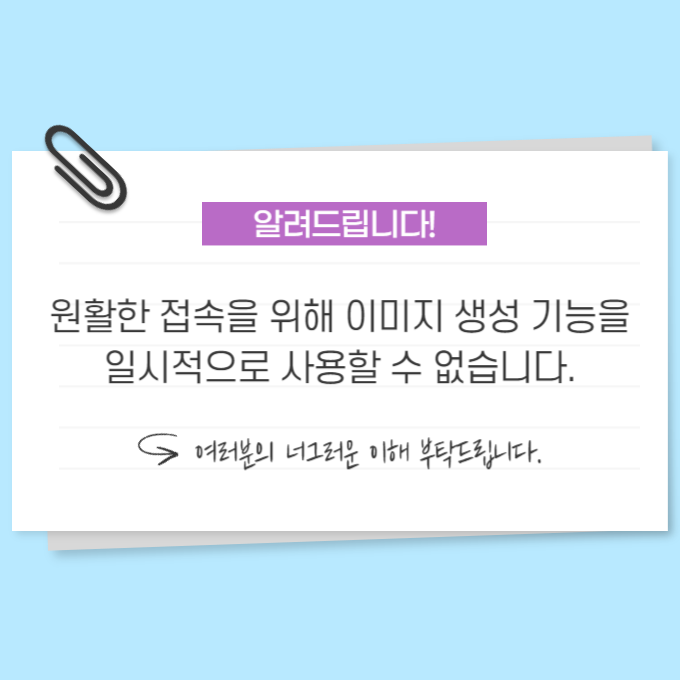 알려드립니다!
원활한 접속을 위해 이미지 생성 기능을
일시적으로 사용할 수 없습니다.
여러분의 너그러운 이해 부탁드립니다.